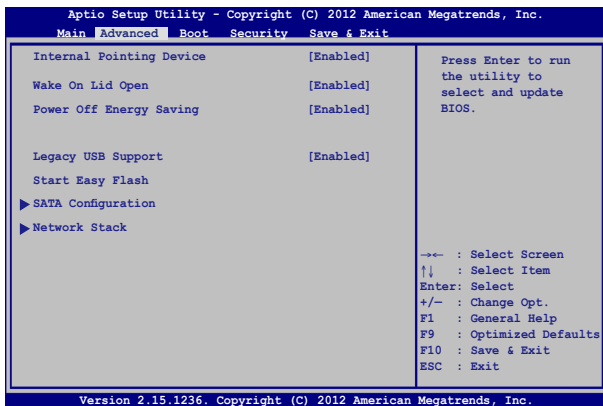 Aptio Setup Utility - Copyright (C) 2012 American Megatrends, Inc.
Main Advanced Boot Security Save & Exit
Internal Pointing Device [Enabled]
Wake On Lid Open [Enabled]
Power Off Energy Saving [Enabled]
Legacy USB Support [Enabled]
Start Easy Flash
SATA Configuration
Network Stack
Press Enter to run
the utility to
select and update
BIOS.
→← : Select Screen
↑↓ : Select Item
Enter: Select
+/— : Change Opt.
F1 : General Help
F9 : Optimized Defaults
F10 : Save & Exit
ESC : Exit
Version 2.15.1236. Copyright (C) 2012 American Megatrends, Inc.